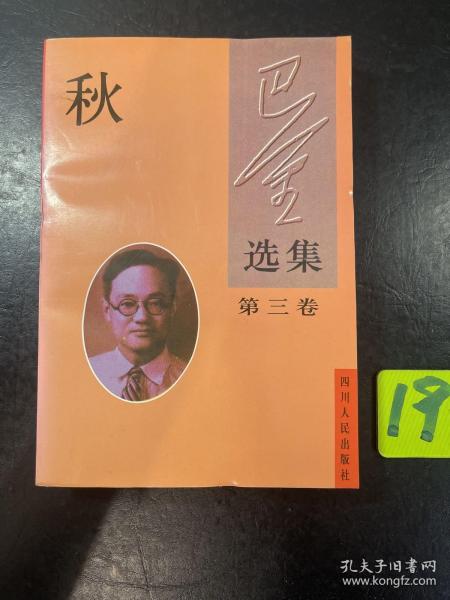 秋
巴金
选集
第三卷
四川人民出版社
19
孔夫子旧书网
www.kongfz.com